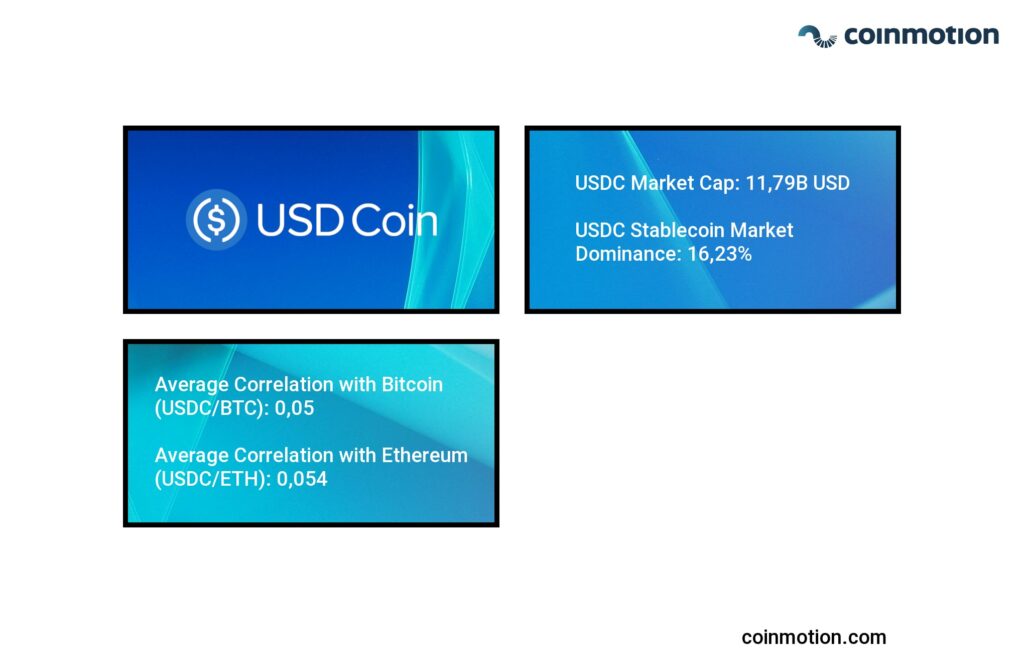 coinmotion
USD Coin
USDC Market Cap: 11,79B USD
USDC Stablecoin Market
Dominance: 16,23%
Average Correlation with Bitcoin
(USDC/BTC): 0,05
Average Correlation with Ethereum
(USDC/ETH): 0,054
coinmotion.com